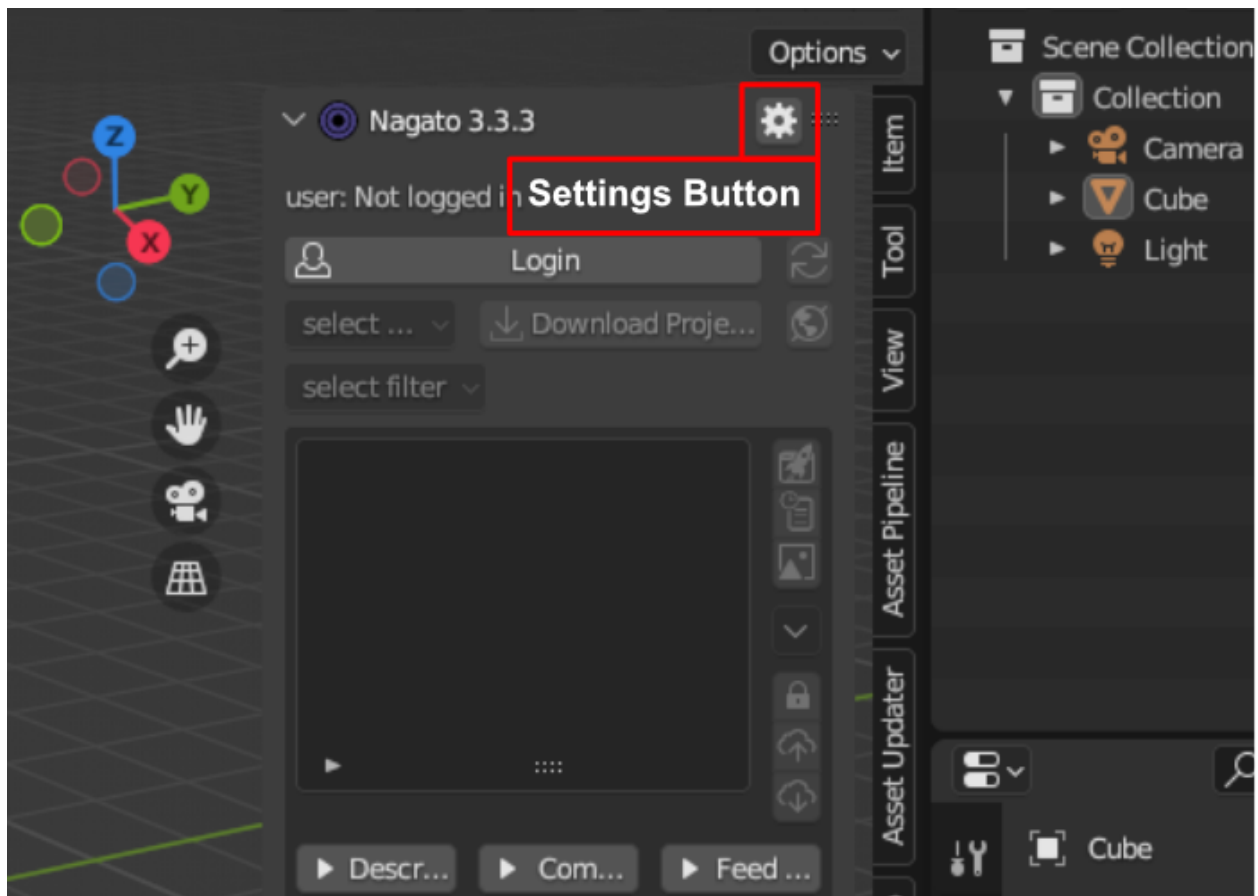 Options
Scene Collection
Collection
Camera
Cube
Light
Z
Y
X
Nagato 3.3.3
user: Not logged in
Settings Button
Login
select ...
Download Proje...
select filter
Descr...
Com...
Feed ...
Item
Tool
View
Asset Pipeline
Asset Updater
Cube